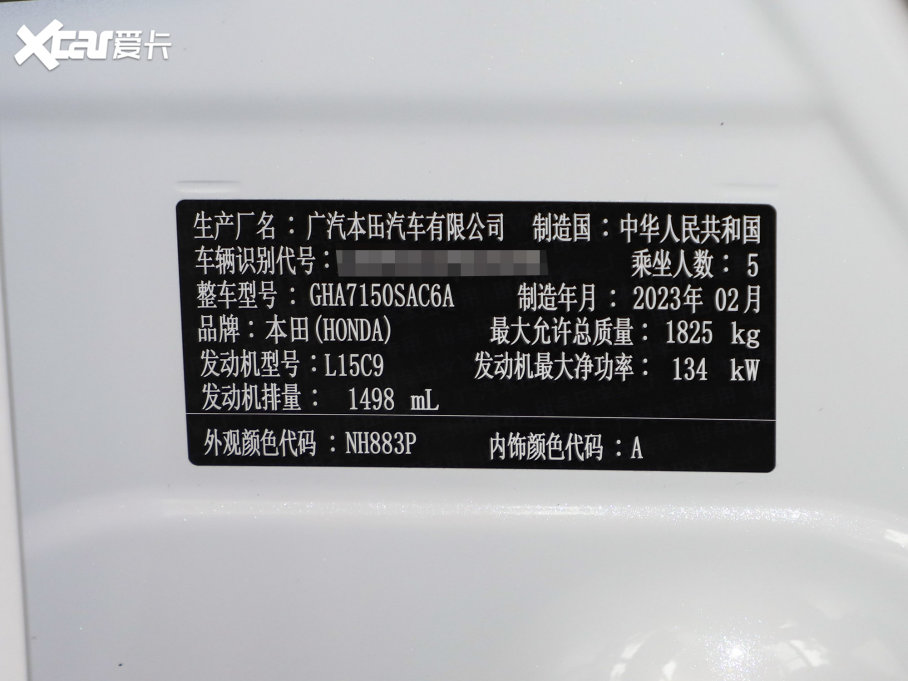 Xcar爱卡
生产厂名：广汽本田汽车有限公司 制造国：中华人民共和国
车辆识别代号： 乘坐人数：5
整车型号：GHA7150SAC6A 制造年月：2023年 02月
品牌：本田(HONDA) 最大允许总质量：1825 kg
发动机型号：L15C9 发动机最大净功率：134 kW
发动机排量：1498 mL
外观颜色代码：NH883P 内饰颜色代码：A